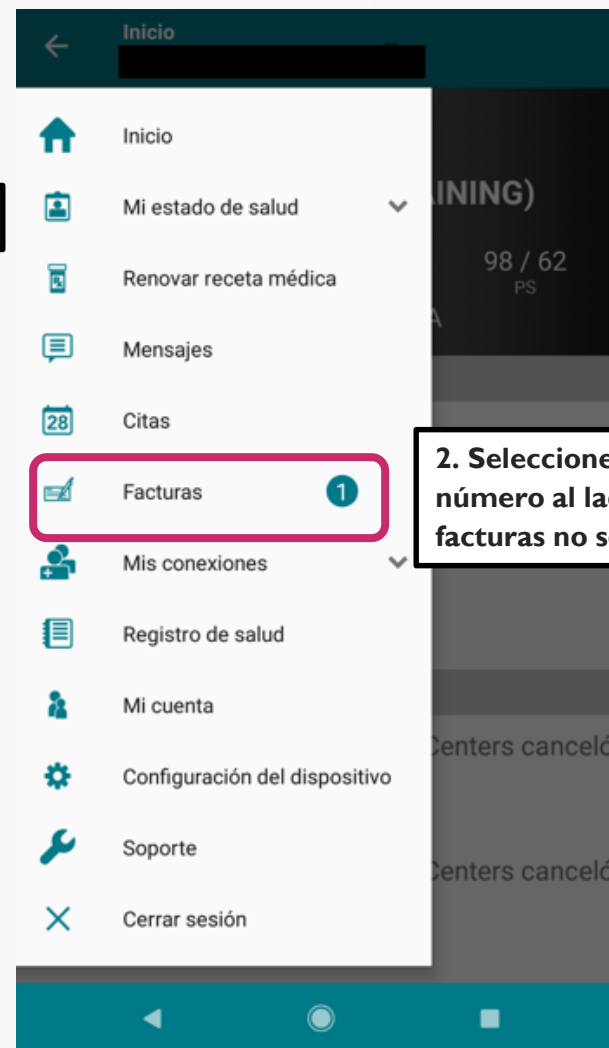 Inicio
Inicio
Mi estado de salud
Renovar receta médica
Mensajes
28
Citas
Facturas
1
Mis conexiones
Registro de salud
Mi cuenta
Configuración del dispositivo
Soporte
Cerrar sesión
INING)
98 / 62
PS
A
2. Seleccione
número al la
facturas no s
Centers canceló
Centers canceló